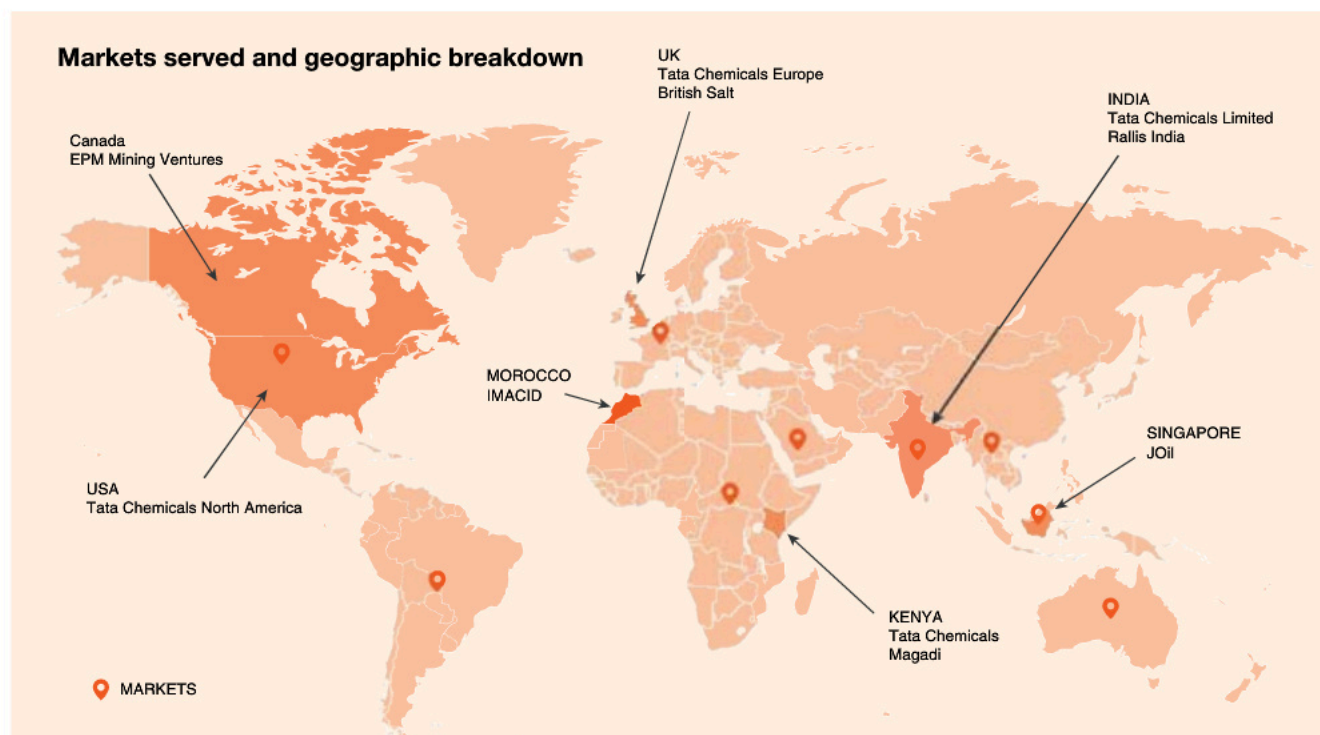 Markets served and geographic breakdown
UK
Tata Chemicals Europe
British Salt
INDIA
Tata Chemicals Limited
Rallis India
Canada
EPM Mining Ventures
MOROCCO
IMACID
SINGAPORE
JOil
USA
Tata Chemicals North America
KENYA
Tata Chemicals
Magadi
MARKETS